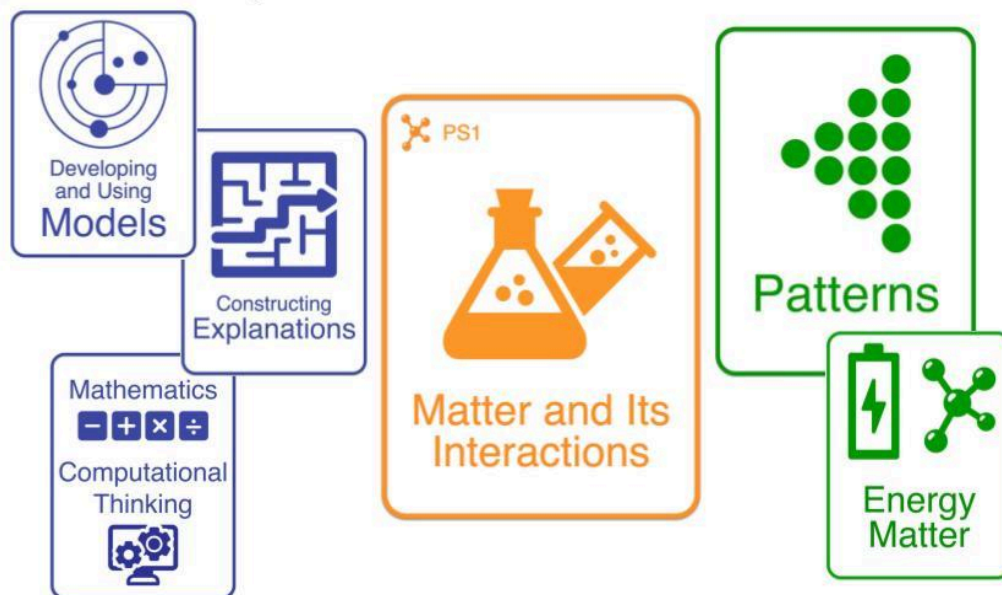 Developing
and Using
Models
Constructing
Explanations
Mathematics
− + × ÷
Computational
Thinking
PS1
Matter and Its
Interactions
Patterns
Energy
Matter